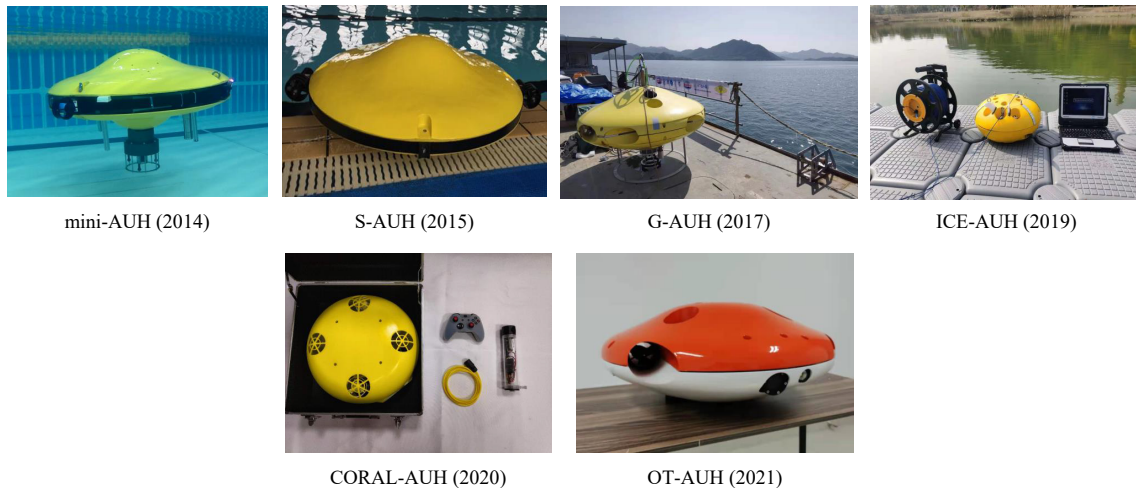 mini-AUH (2014)
S-AUH (2015)
G-AUH (2017)
ICE-AUH (2019)
CORAL-AUH (2020)
OT-AUH (2021)